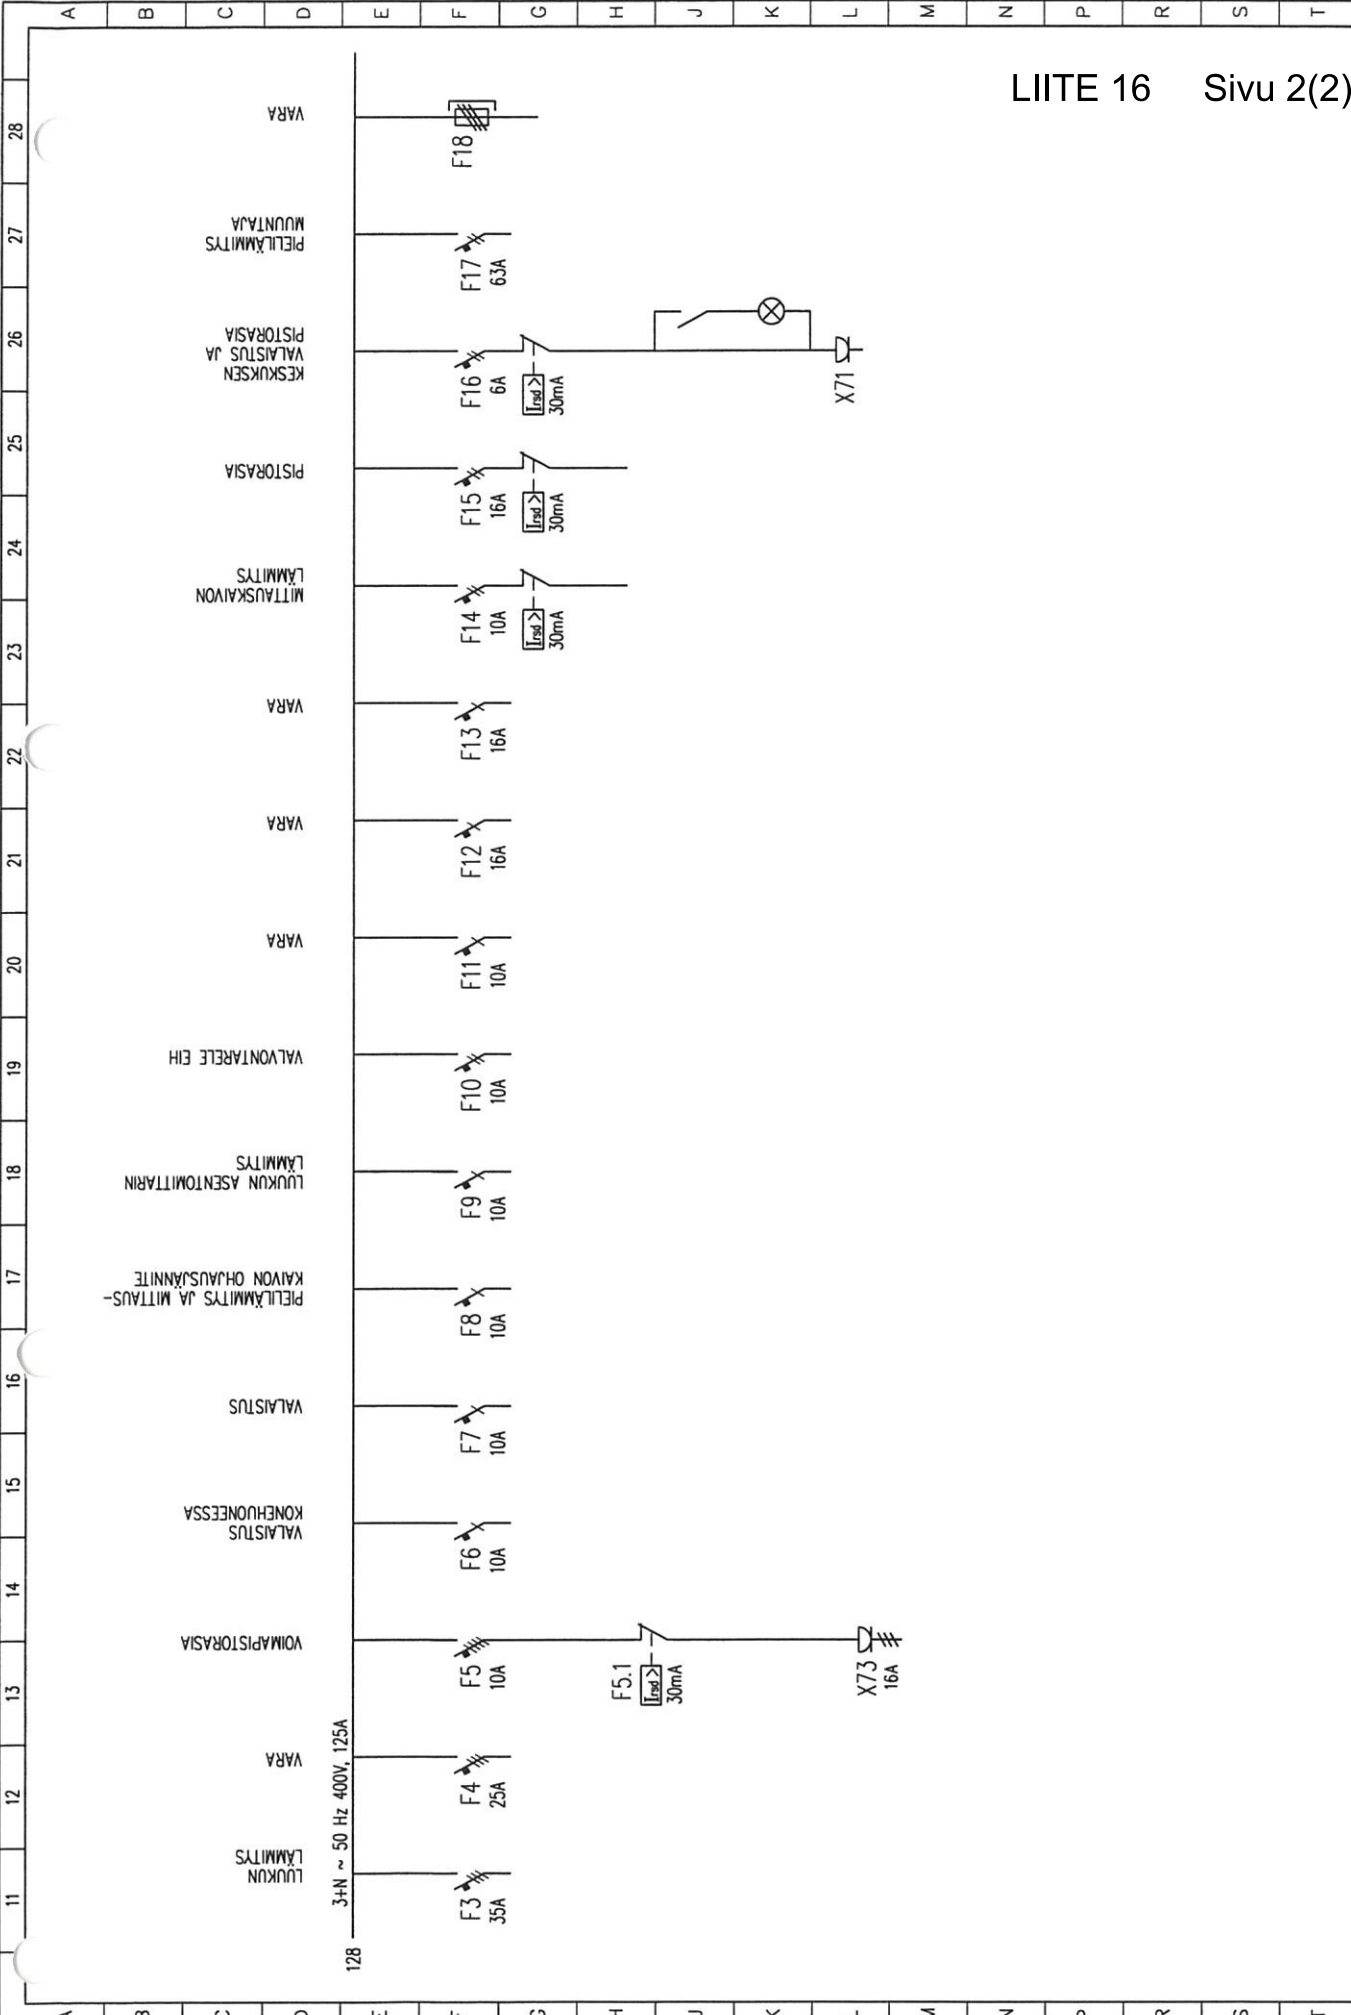 LIITE 16 Sivu 2(2)
A B C D E F G H J K L M N P R S T
28
VARA
F18
27
PIELILÄMMITYS
MUUNTAJA
F17
63A
26
KESKUKSEN
VALAISTUS JA
PISTORASIA
F16
6A
Irsd >
30mA
X71
25
PISTORASIA
F15
16A
Irsd >
30mA
24
MITTAUSKAIVON
LÄMMITYS
F14
10A
Irsd >
30mA
23
VARA
F13
16A
22
VARA
F12
16A
21
VARA
F11
10A
20
VALVONTARELE EIH
F10
10A
19
LUUKUN ASENTOMITTARIN
LÄMMITYS
F9
10A
18
PIELILÄMMITYS JA MITTAUS-
KAIVON OHJAUSJÄNNITE
F8
10A
17
VALAISTUS
F7
10A
16
VALAISTUS
KONEHUONEESSA
F6
10A
15
14
VOIMAPISTORASIA
F5
10A
F5.1
Irsd >
30mA
X73
16A
13
VARA
F4
25A
12
LUUKUN
LÄMMITYS
F3
35A
11
3+N ~ 50 Hz 400V, 125A
128